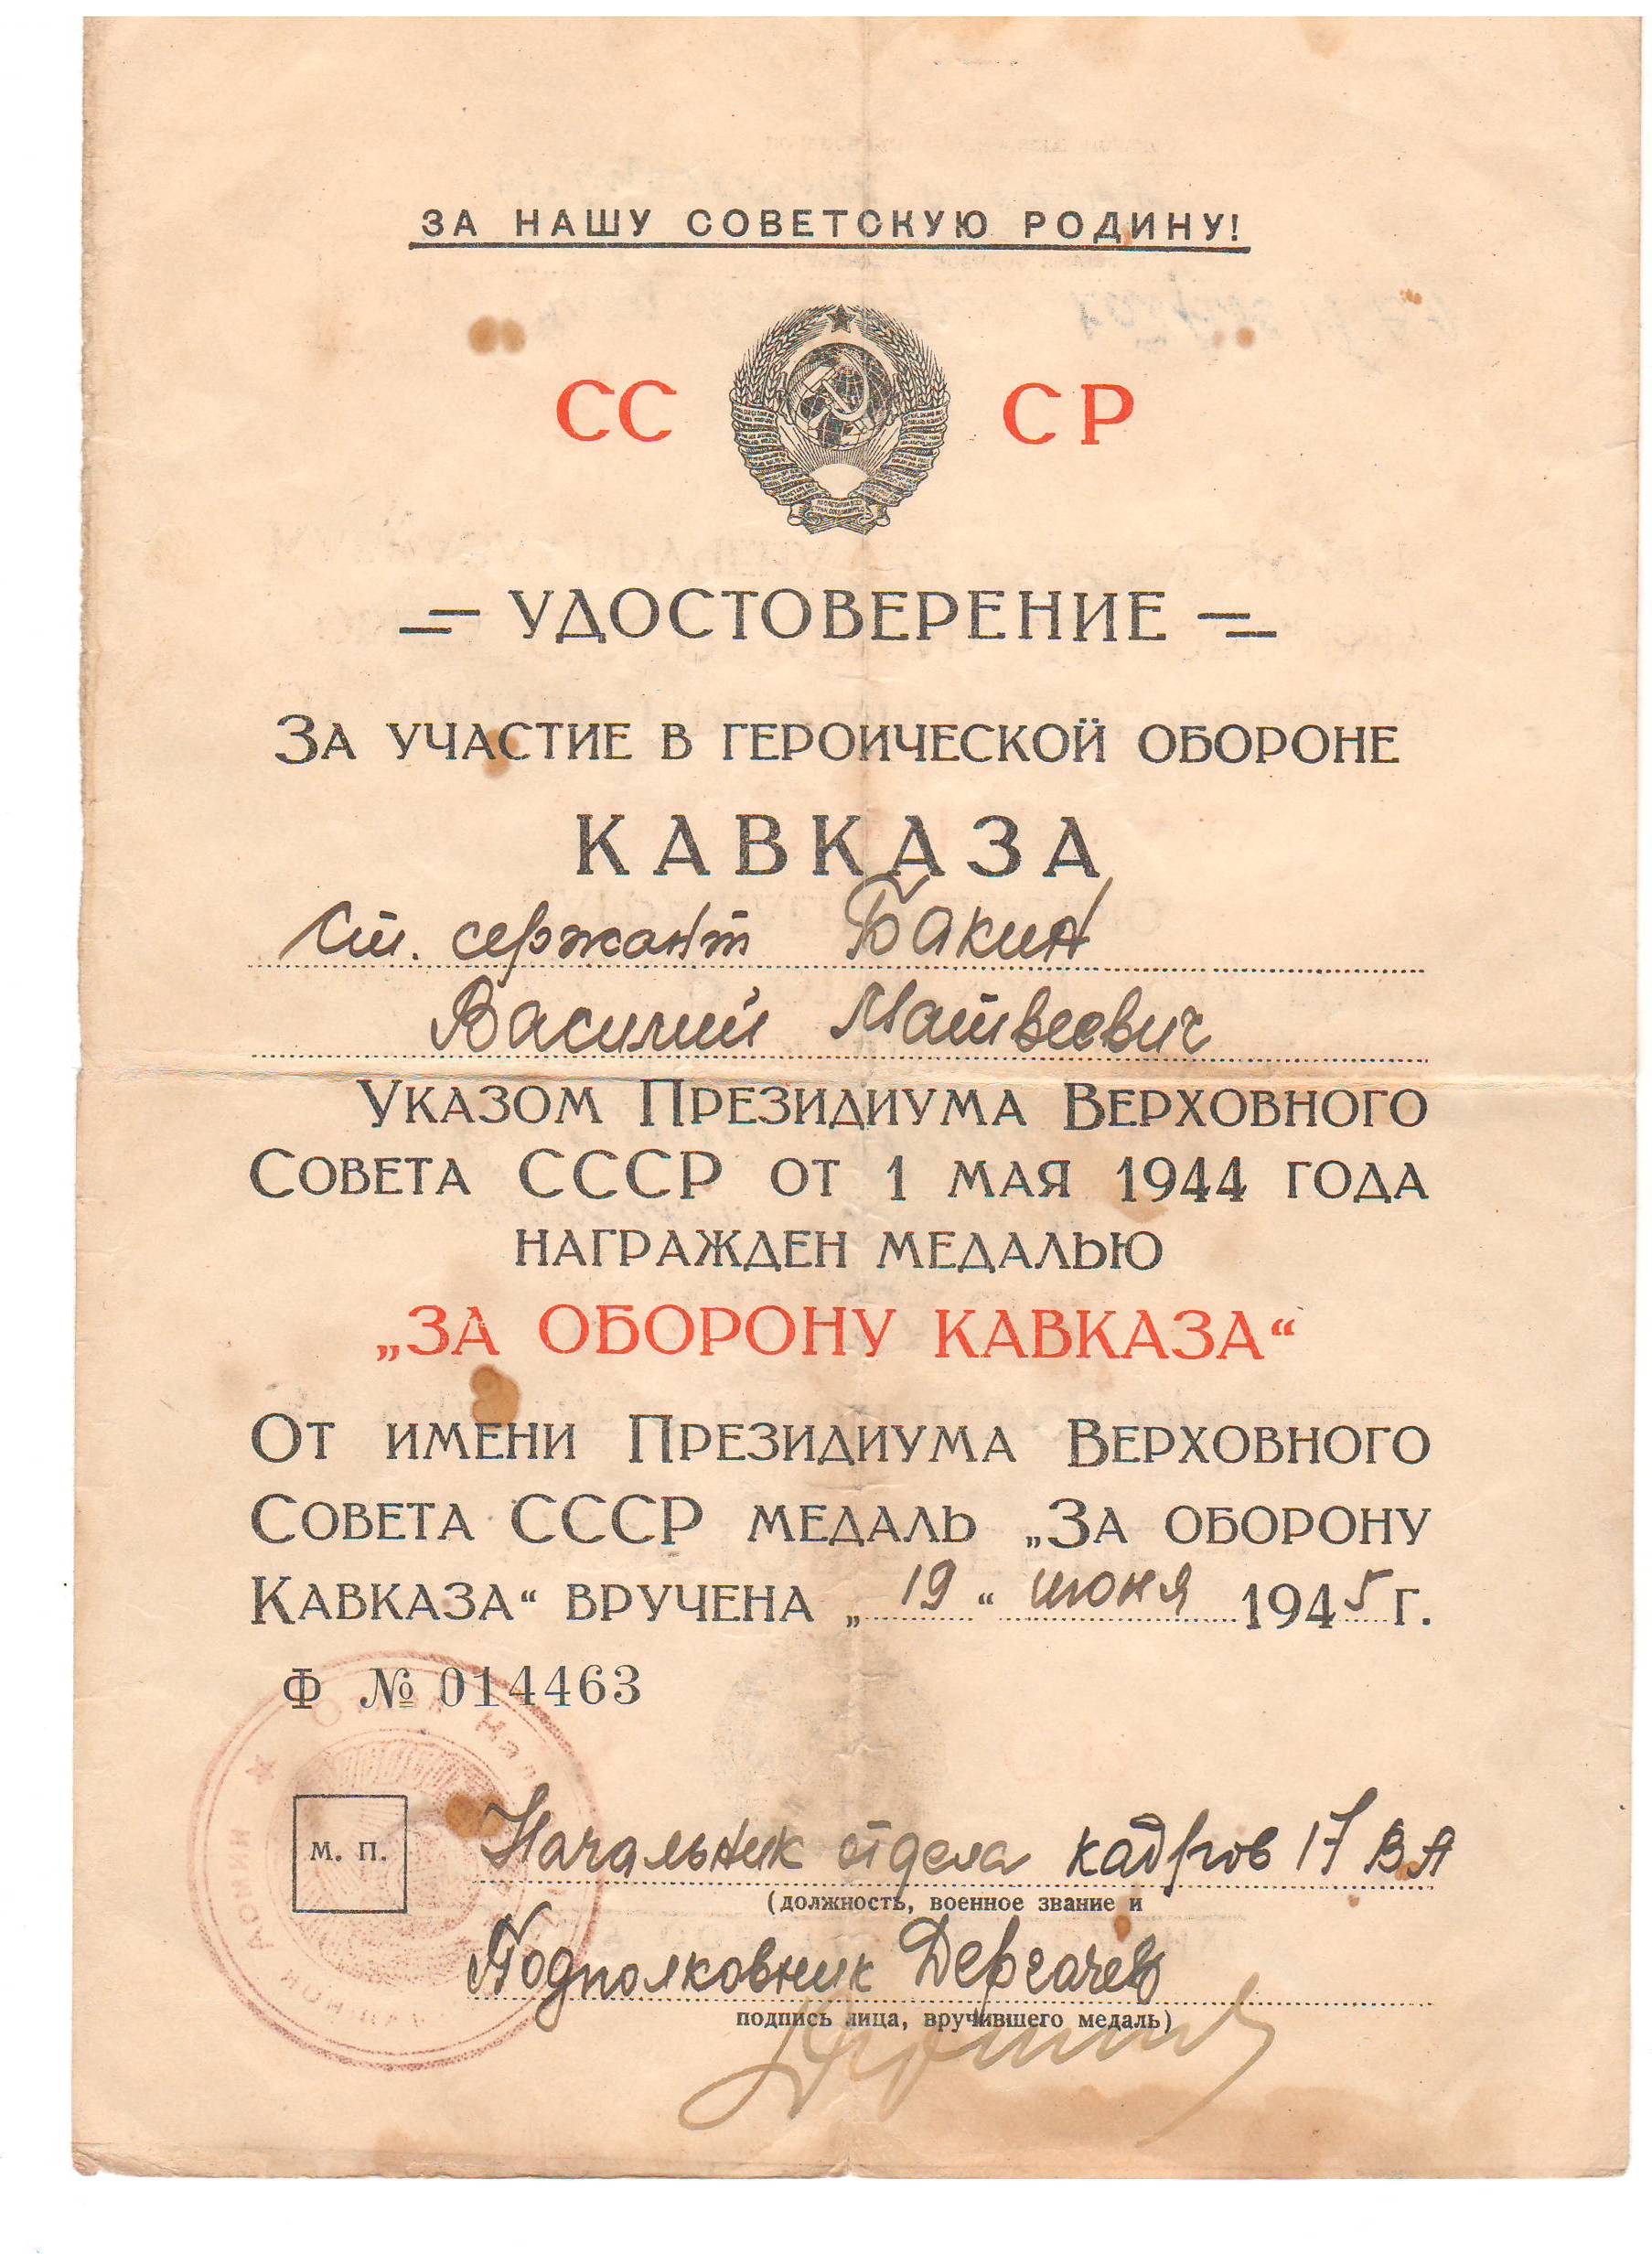 ЗА НАШУ СОВЕТСКУЮ РОДИНУ!
СС СР
УДОСТОВЕРЕНИЕ
ЗА УЧАСТИЕ В ГЕРОИЧЕСКОЙ ОБОРОНЕ
КАВКАЗА
Ст. сержант Бакин
Василий Матвеевич
УКАЗОМ ПРЕЗИДИУМА ВЕРХОВНОГО
СОВЕТА СССР ОТ 1 МАЯ 1944 ГОДА
НАГРАЖДЕН МЕДАЛЬЮ
„ЗА ОБОРОНУ КАВКАЗА“
ОТ ИМЕНИ ПРЕЗИДИУМА ВЕРХОВНОГО
СОВЕТА СССР МЕДАЛЬ „ЗА ОБОРОНУ
КАВКАЗА“ ВРУЧЕНА „19“ июня 1945 Г.
Ф № 014463
М. П.
Начальник отдела кадров 17 ВА
(должность, военное звание и
Подполковник Дергачев
подпись лица, вручившего медаль)